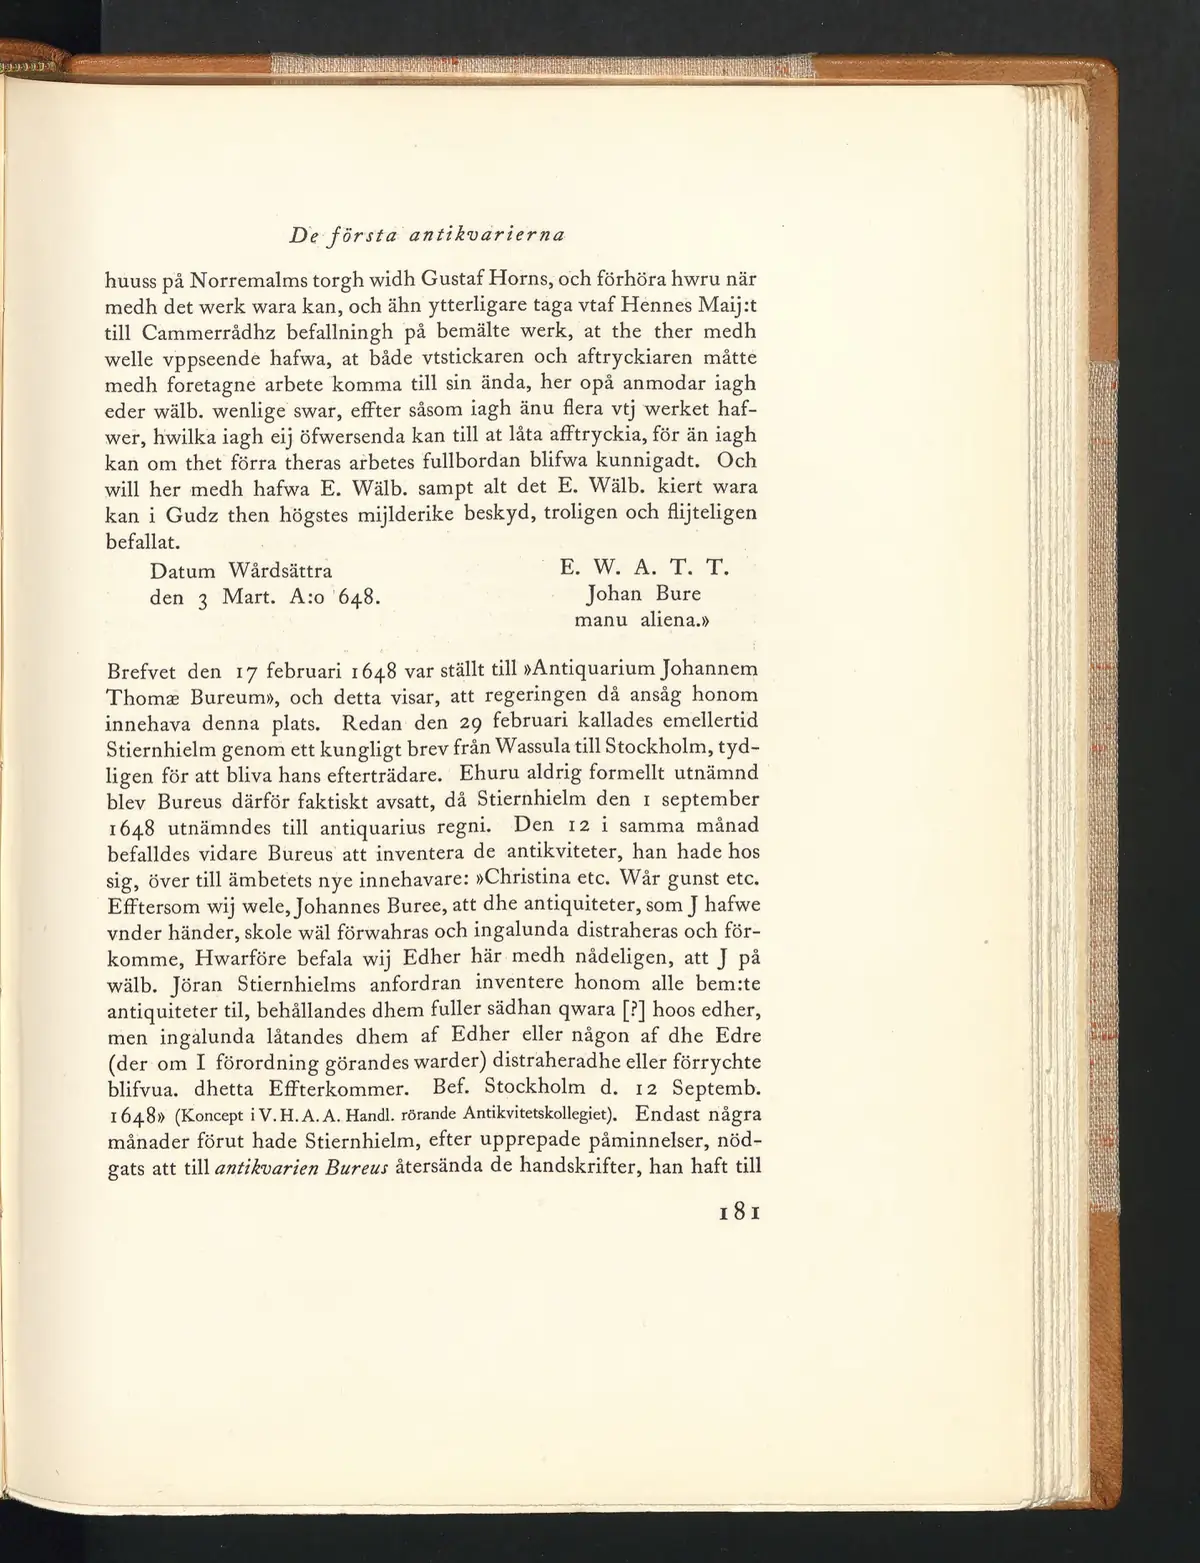 De första antikvarierna
huuss på Norremalms torgh widh Gustaf Horns, och förhöra hwru när
medh det werk wara kan, och ähn ytterligare taga vtaf Hennes Maij:t
till Cammerrådhz befallningh på bemälte werk, at the ther medh
welle vppseende hafwa, at både vtstickaren och aftryckiaren måtte
medh foretagne arbete komma till sin ända, her opå anmodar iagh
eder wälb. wenlige swar, effter såsom iagh änu flera vtj werket haf-
wer, hwilka iagh eij öfwersenda kan till at låta afftryckia, för än iagh
kan om thet förra theras arbetes fullbordan blifwa kunnigadt. Och
will her medh hafwa E. Wälb. sampt alt det E. Wälb. kiert wara
kan i Gudz then högstes mijlderike beskyd, troligen och flijteligen
befallat.
Datum Wårdsättra
den 3 Mart. A:o 648.
E. W. A. T. T.
Johan Bure
manu aliena.»
Brefvet den 17 februari 1648 var ställt till »Antiquarium Johannem
Thomæ Bureum», och detta visar, att regeringen då ansåg honom
innehava denna plats. Redan den 29 februari kallades emellertid
Stiernhielm genom ett kungligt brev från Wassula till Stockholm, tyd-
ligen för att bliva hans efterträdare. Ehuru aldrig formellt utnämnd
blev Bureus därför faktiskt avsatt, då Stiernhielm den 1 september
1648 utnämndes till antiquarius regni. Den 12 i samma månad
befalldes vidare Bureus att inventera de antikviteter, han hade hos
sig, över till ämbetets nye innehavare: »Christina etc. Wår gunst etc.
Efftersom wij wele, Johannes Buree, att dhe antiquiteter, som J hafwe
vnder händer, skole wäl förwahras och ingalunda distraheras och för-
komme, Hwarföre befala wij Edher här medh nådeligen, att J på
wälb. Jöran Stiernhielms anfordran inventere honom alle bem:te
antiquiteter til, behållandes dhem fuller sädhan qwara [?] hoos edher,
men ingalunda låtandes dhem af Edher eller någon af dhe Edre
(der om I förordning görandes warder) distraheradhe eller förrychte
blifvua. dhetta Effterkommer. Bef. Stockholm d. 12 Septemb.
1648» (Koncept i V. H. A. A. Handl. rörande Antikvitetskollegiet). Endast några
månader förut hade Stiernhielm, efter upprepade påminnelser, nöd-
gats att till antikvarien Bureus återsända de handskrifter, han haft till
181